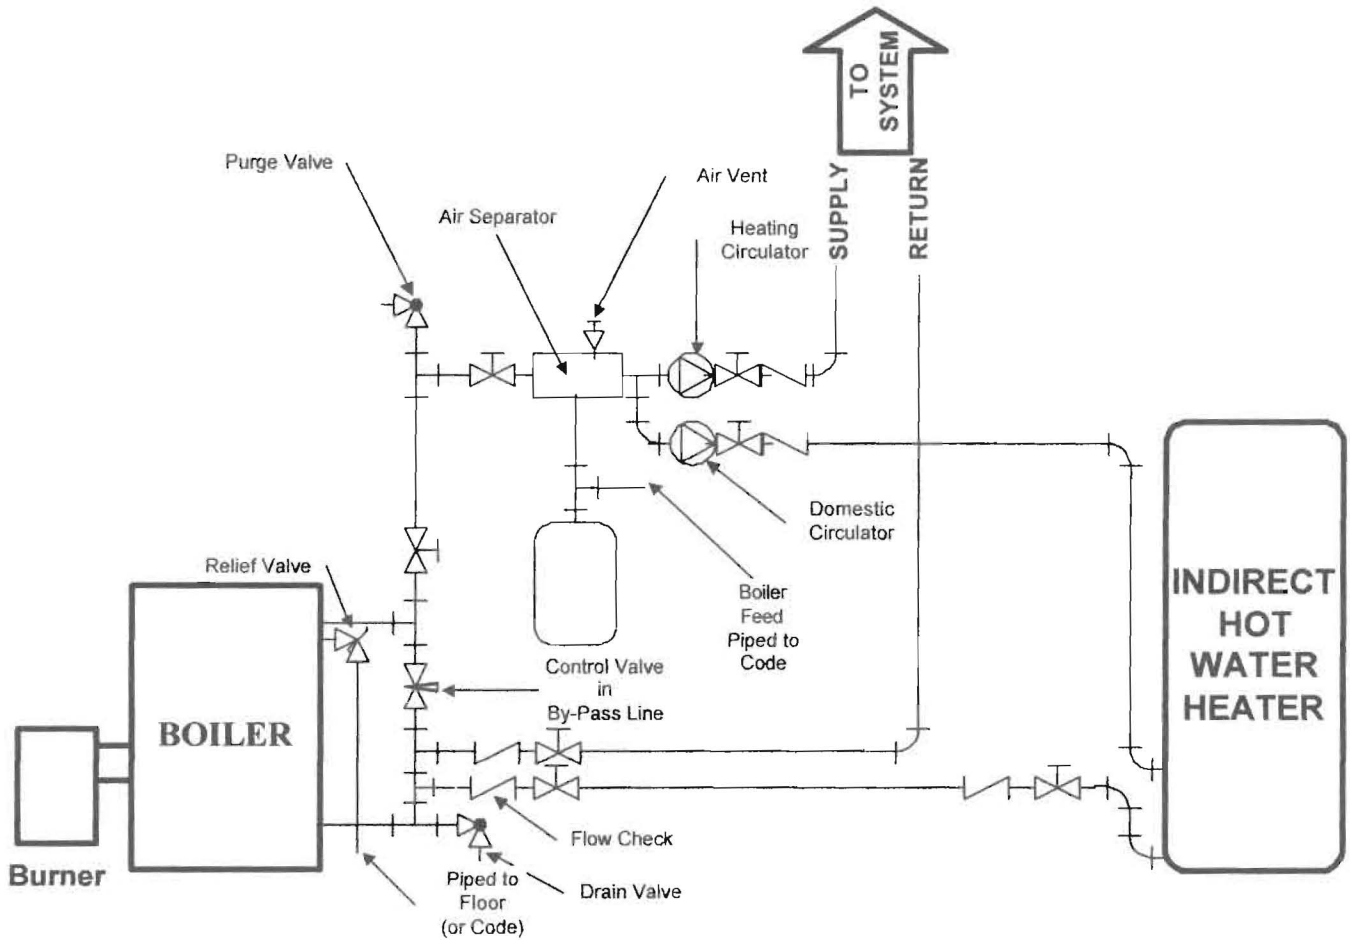 TO
SYSTEM
SUPPLY
RETURN
Purge Valve
Air Vent
Air Separator
Heating
Circulator
Domestic
Circulator
Relief Valve
Boiler
Feed
Piped to
Code
Control Valve
in
By-Pass Line
INDIRECT
HOT
WATER
HEATER
BOILER
Burner
Flow Check
Piped to
Floor
(or Code)
Drain Valve